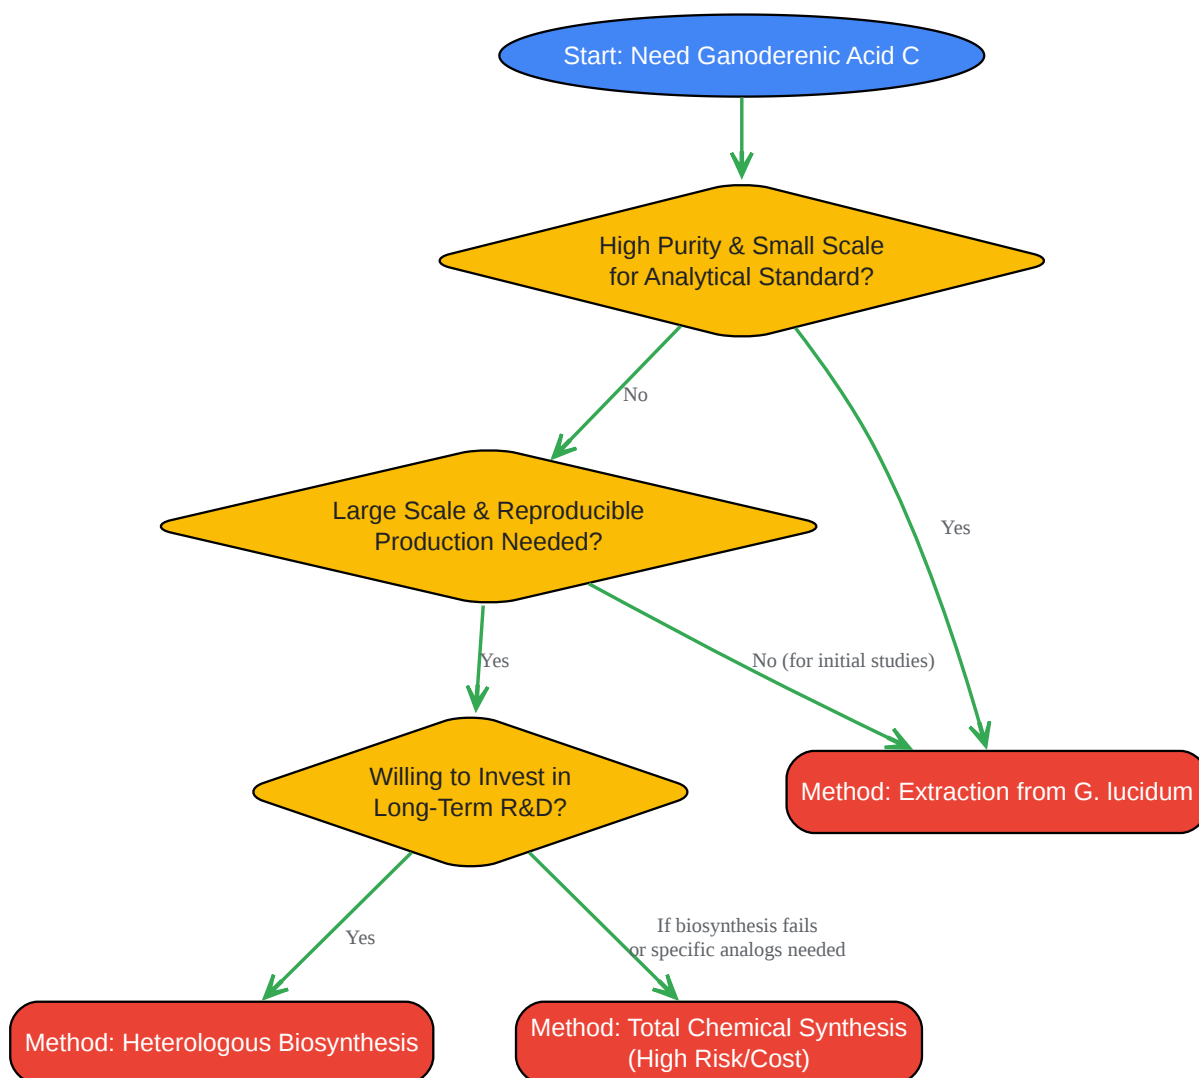 Start: Need Ganoderenic Acid C
High Purity & Small Scale
for Analytical Standard?
No
Yes
Large Scale & Reproducible
Production Needed?
Yes
No (for initial studies)
Willing to Invest in
Long-Term R&D?
Method: Extraction from G. lucidum
Yes
If biosynthesis fails
or specific analogs needed
Method: Heterologous Biosynthesis
Method: Total Chemical Synthesis
(High Risk/Cost)